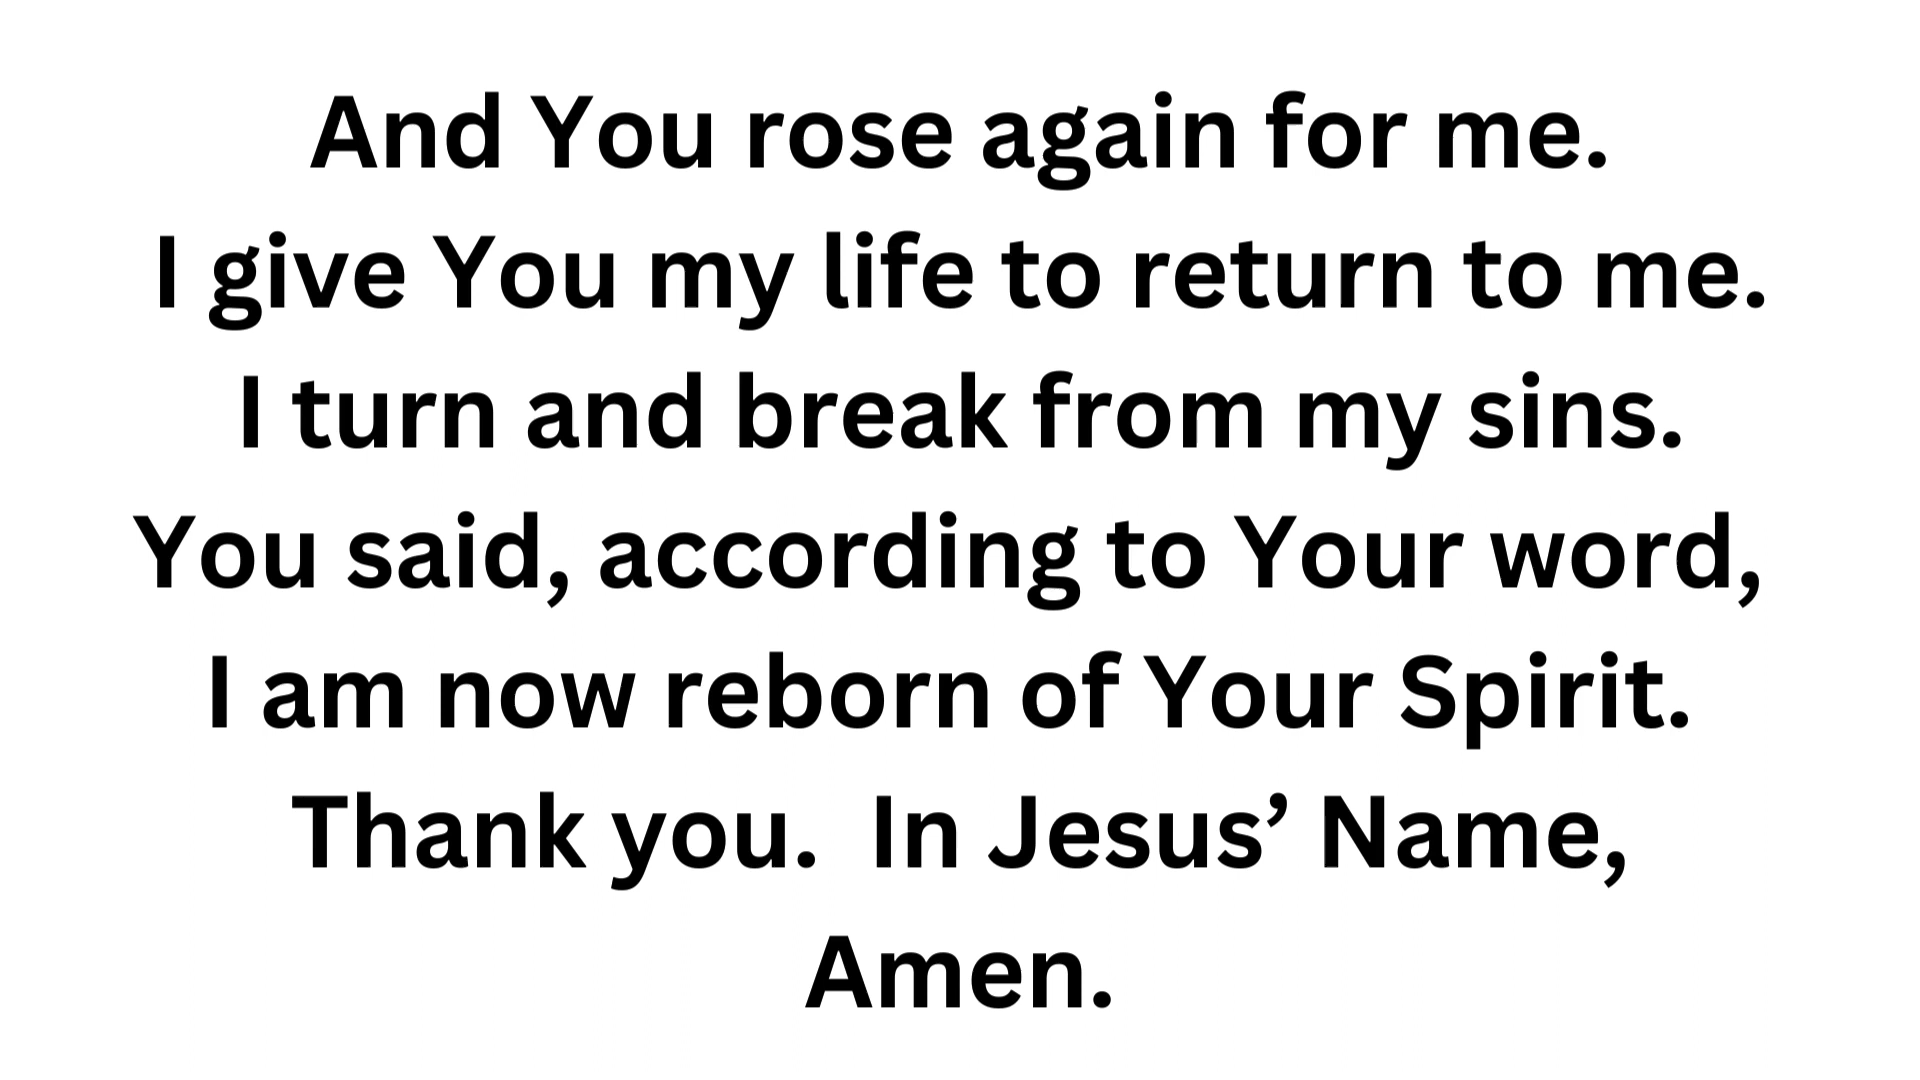 And You rose again for me.
I give You my life to return to me.
I turn and break from my sins.
You said, according to Your word,
I am now reborn of Your Spirit.
Thank you.  In Jesus’ Name,
Amen.